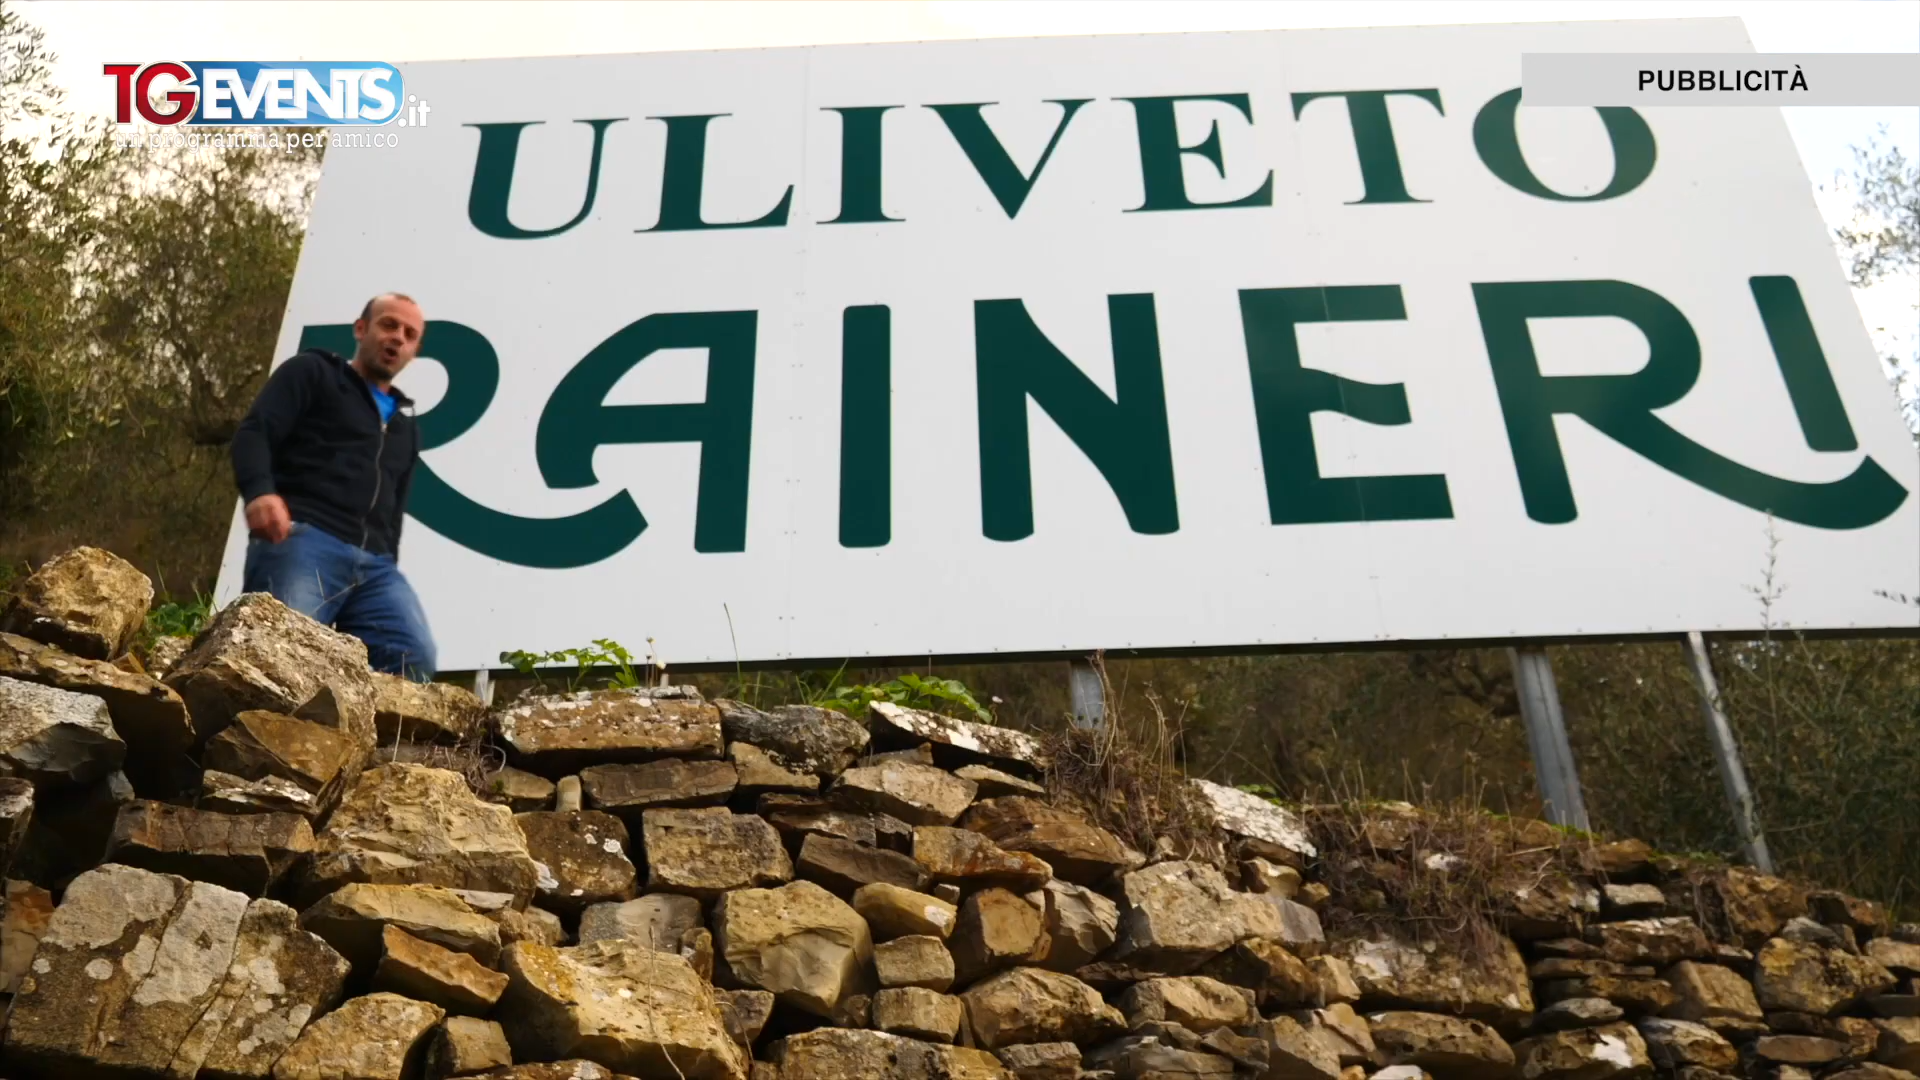 TGEVENTS.it
un programma per amico
PUBBLICITÀ
ULIVETO
RAINERI